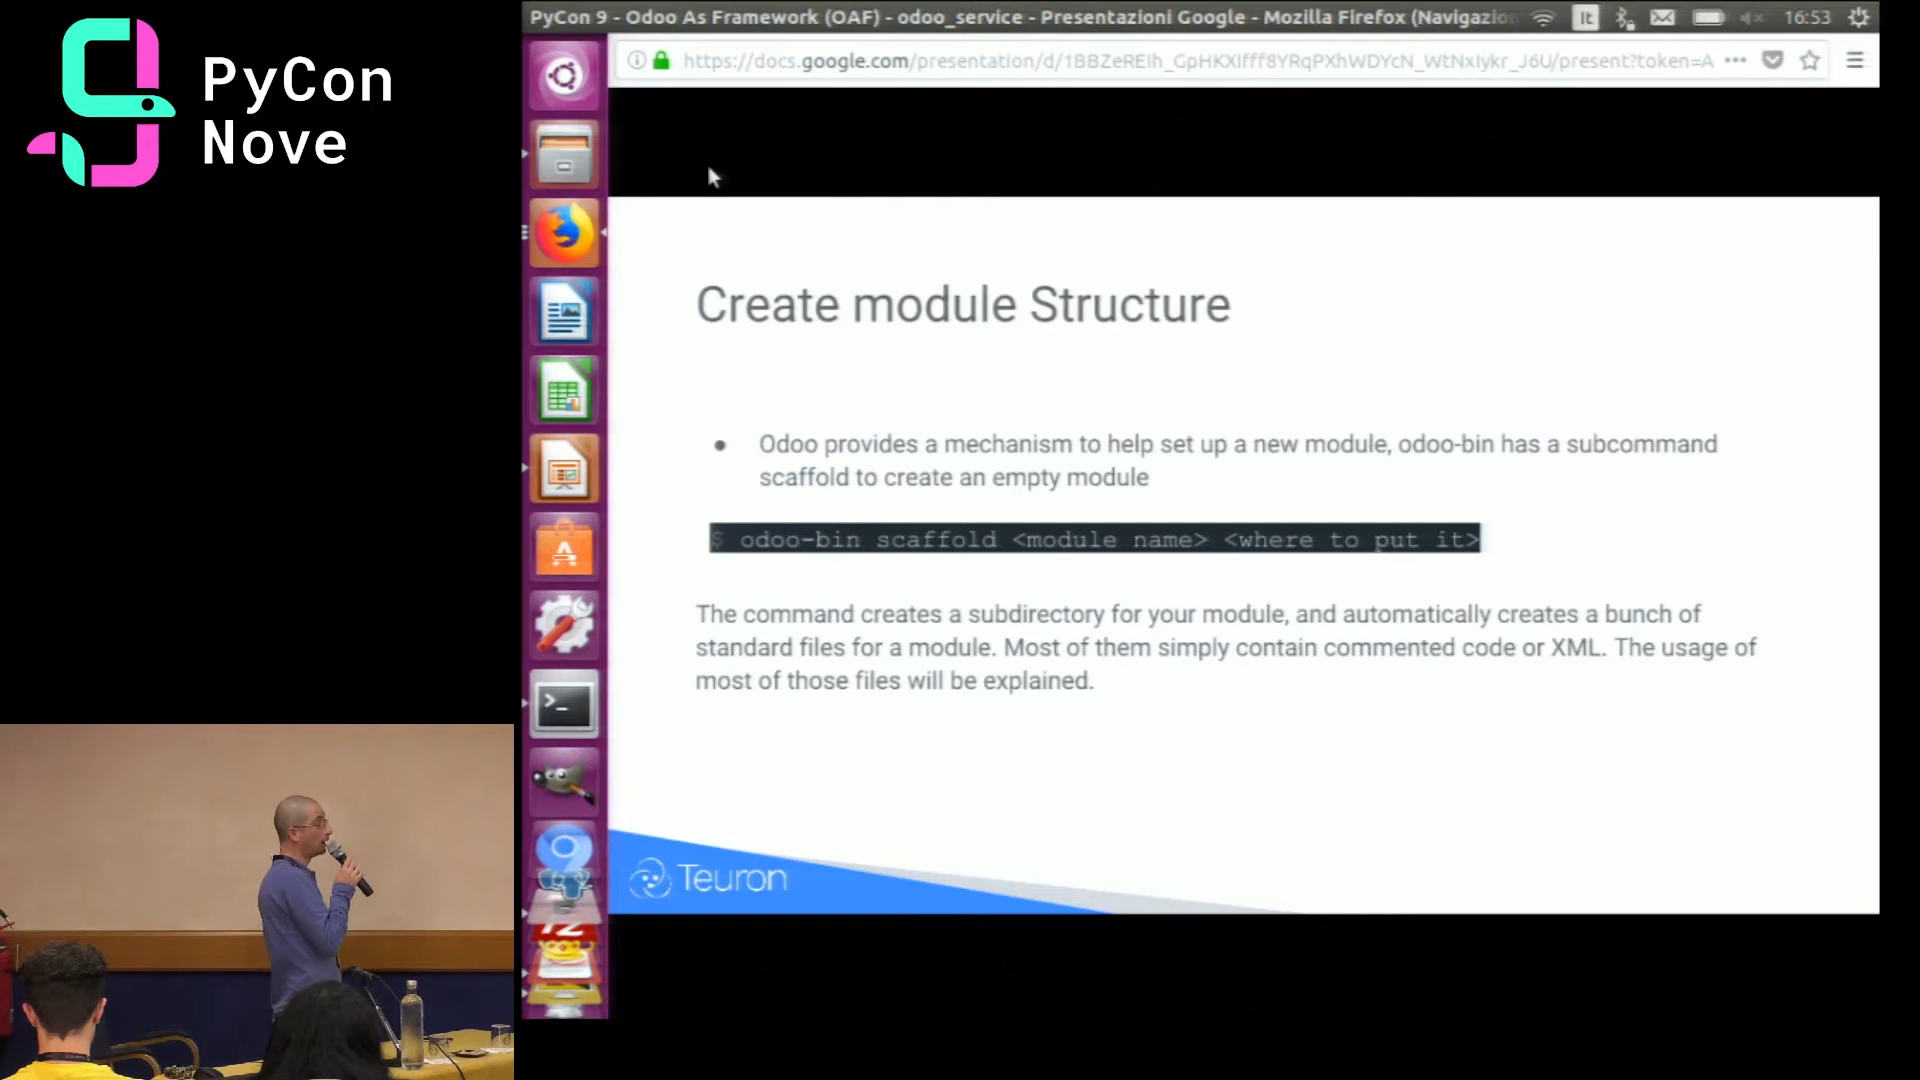 PyCon
Nove
PyCon 9 - Odoo As Framework (OAF) - odoo_service - Presentazioni Google - Mozilla Firefox (Navigazio
It
16:53
https://docs.google.com/presentation/d/1BBZeREIh_GpHKXIfff8YRqPXhWDYcN_WtNxIykr_J6U/present?token=A
Create module Structure
● Odoo provides a mechanism to help set up a new module, odoo-bin has a subcommand
scaffold to create an empty module
$ odoo-bin scaffold <module name> <where to put it>
The command creates a subdirectory for your module, and automatically creates a bunch of
standard files for a module. Most of them simply contain commented code or XML. The usage of
most of those files will be explained.
Teuron